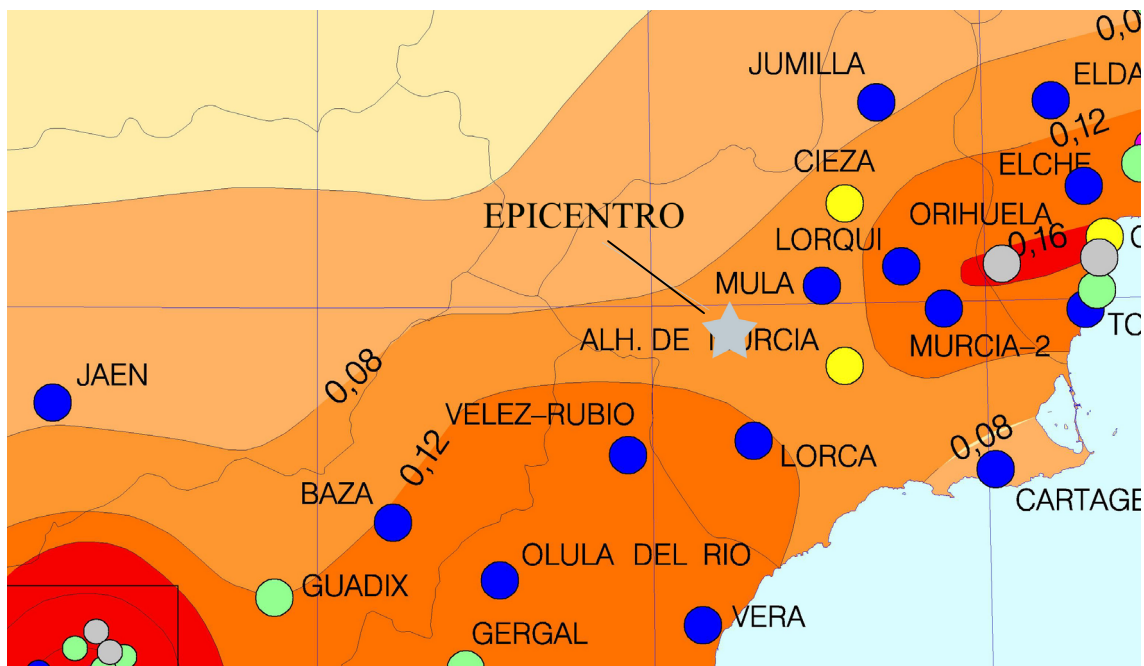 0,0
JUMILLA
ELDA
0,12
CIEZA
ELCHE
EPICENTRO
ORIHUELA
LORQUI
0,16
MULA
ALH. DE MURCIA
MURCIA-2
JAEN
0,08
VELEZ-RUBIO
0,12
LORCA
0,08
BAZA
CARTAGE
OLULA DEL RIO
GUADIX
VERA
GERGAL